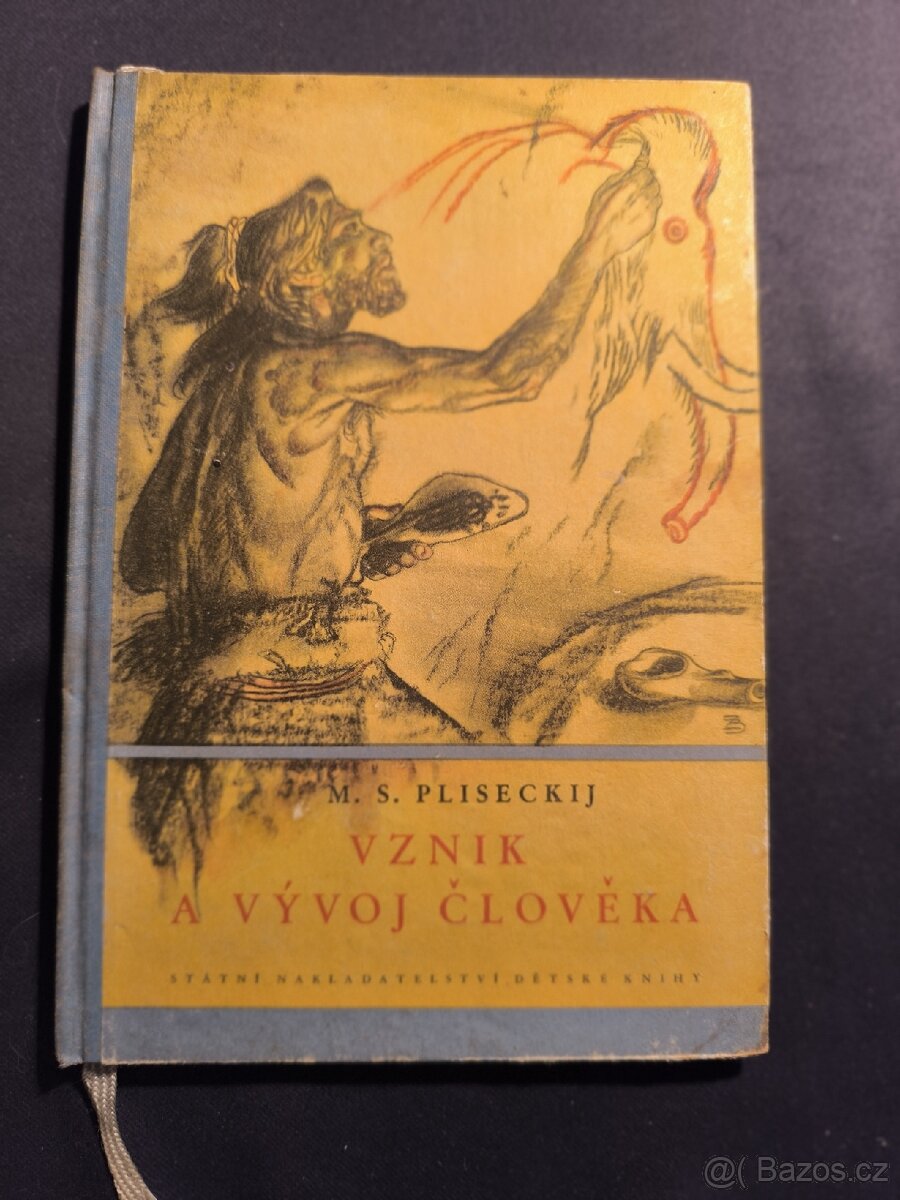 M. S. PLISECKIJ
VZNIK
A VÝVOJ ČLOVĚKA
STÁTNÍ NAKLADATELSTVÍ DĚTSKÉ KNIHY
@( Bazos.cz